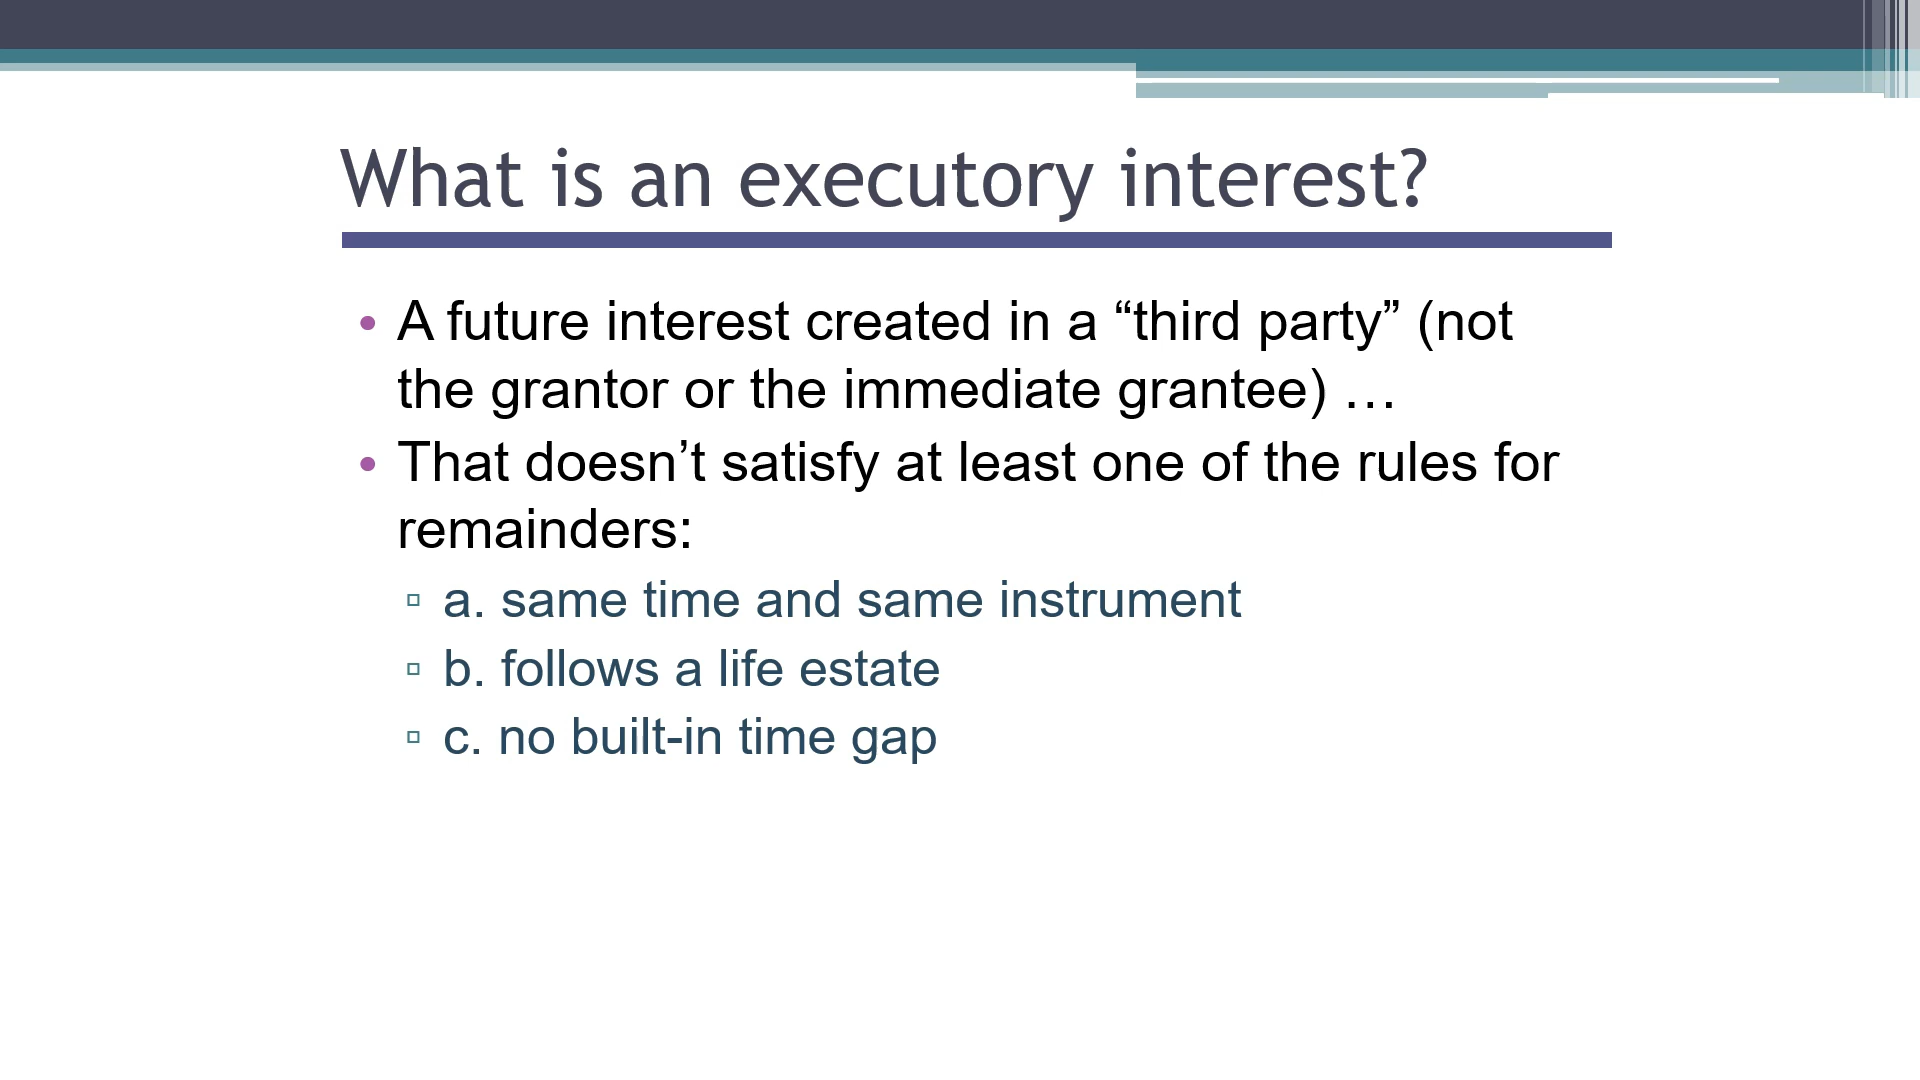 What is an executory interest?
• A future interest created in a “third party” (not
the grantor or the immediate grantee) …
• That doesn’t satisfy at least one of the rules for
remainders:
▫ a. same time and same instrument
▫ b. follows a life estate
▫ c. no built-in time gap